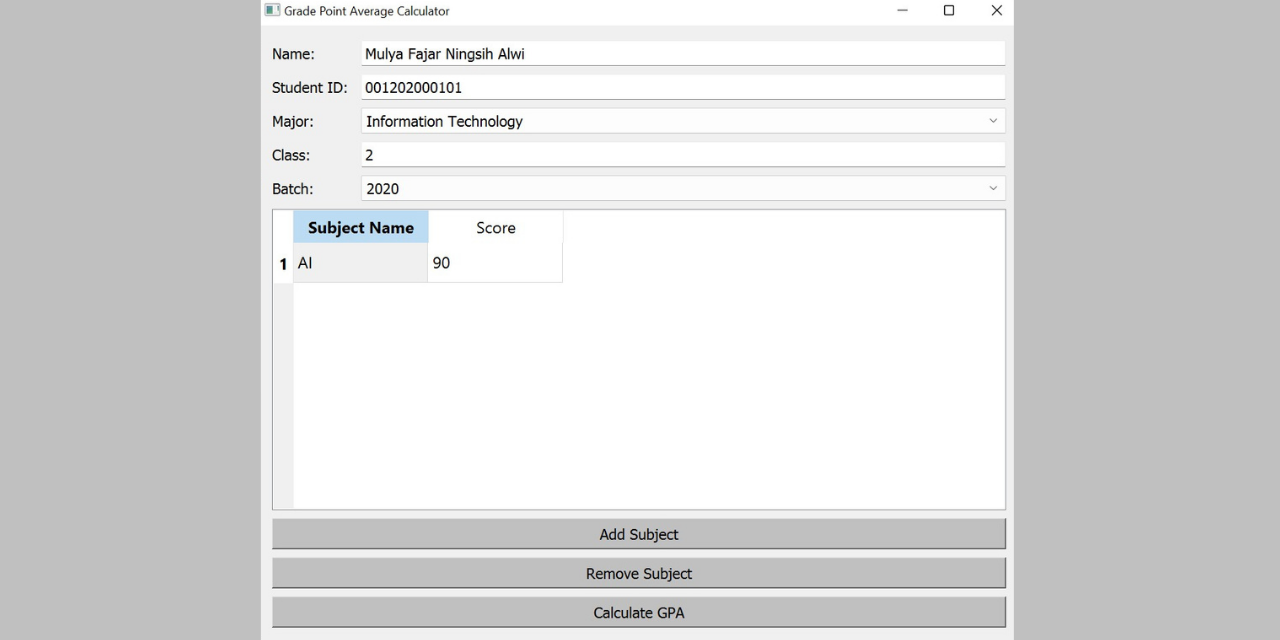 Grade Point Average Calculator
Name: Mulya Fajar Ningsih Alwi
Student ID: 001202000101
Major: Information Technology
Class: 2
Batch: 2020
Subject Name Score
1 AI 90
Add Subject
Remove Subject
Calculate GPA